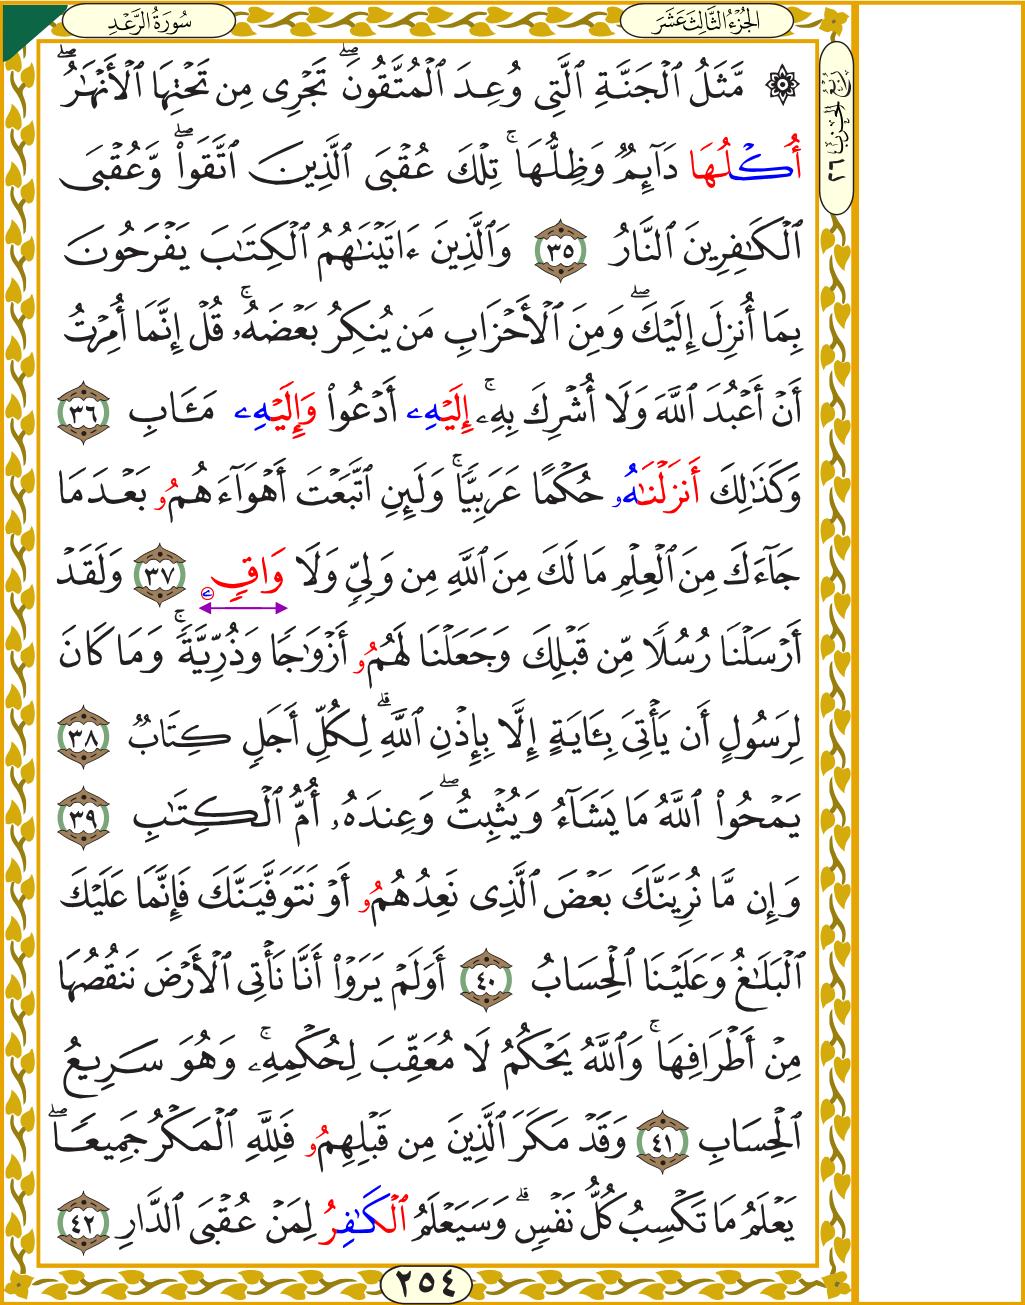 سُورَةُ الرَّعْدِ
الجُزْءُ الثَّالِثَ عَشَرَ
رُبْعُ الحِزْبِ ٢٦
۞ مَّثَلُ ٱلْجَنَّةِ ٱلَّتِى وُعِدَ ٱلْمُتَّقُونَۖ تَجْرِى مِن تَحْتِهَا ٱلْأَنْهَٰرُۖ
أُكْلُهَا دَآئِمٌ وَظِلُّهَاۚ تِلْكَ عُقْبَى ٱلَّذِينَ ٱتَّقَوا۟ۖ وَّعُقْبَى
ٱلْكَٰفِرِينَ ٱلنَّارُ ٣٥ وَٱلَّذِينَ ءَاتَيْنَٰهُمُ ٱلْكِتَٰبَ يَفْرَحُونَ
بِمَا أُنزِلَ إِلَيْكَۖ وَمِنَ ٱلْأَحْزَابِ مَن يُنكِرُ بَعْضَهُۥۚ قُلْ إِنَّمَا أُمِرْتُ
أَنْ أَعْبُدَ ٱللَّهَ وَلَا أُشْرِكَ بِهِۦۚ إِلَيْهِۦ أَدْعُوا۟ وَإِلَيْهِۦ مَـَٔابِ ٣٦
وَكَذَٰلِكَ أَنزَلْنَٰهُۥ حُكْمًا عَرَبِيًّاۚ وَلَئِنِ ٱتَّبَعْتَ أَهْوَآءَهُمُۥ بَعْدَ مَا
جَآءَكَ مِنَ ٱلْعِلْمِ مَا لَكَ مِنَ ٱللَّهِ مِن وَلِىٍّ وَلَا وَاقٍۦ ٣٧ وَلَقَدْ
أَرْسَلْنَا رُسُلًا مِّن قَبْلِكَ وَجَعَلْنَا لَهُمُۥ أَزْوَٰجًا وَذُرِّيَّةًۚ وَمَا كَانَ
لِرَسُولٍ أَن يَأْتِىَ بِـَٔايَةٍ إِلَّا بِإِذْنِ ٱللَّهِۗ لِكُلِّ أَجَلٍ كِتَابٌ ٣٨
يَمْحُوا۟ ٱللَّهُ مَا يَشَآءُ وَيُثْبِتُۖ وَعِندَهُۥ أُمُّ ٱلْكِتَٰبِ ٣٩
وَإِن مَّا نُرِيَنَّكَ بَعْضَ ٱلَّذِى نَعِدُهُمُۥ أَوْ نَتَوَفَّيَنَّكَ فَإِنَّمَا عَلَيْكَ
ٱلْبَلَٰغُ وَعَلَيْنَا ٱلْحِسَابُ ٤٠ أَوَلَمْ يَرَوْا۟ أَنَّا نَأْتِى ٱلْأَرْضَ نَنقُصُهَا
مِنْ أَطْرَافِهَاۚ وَٱللَّهُ يَحْكُمُ لَا مُعَقِّبَ لِحُكْمِهِۦۚ وَهُوَ سَرِيعُ
ٱلْحِسَابِ ٤١ وَقَدْ مَكَرَ ٱلَّذِينَ مِن قَبْلِهِمُۥ فَلِلَّهِ ٱلْمَكْرُ جَمِيعًاۖ
يَعْلَمُ مَا تَكْسِبُ كُلُّ نَفْسٍۗ وَسَيَعْلَمُ ٱلْكَٰفِرُ لِمَنْ عُقْبَى ٱلدَّارِ ٤٢
٢٥٤